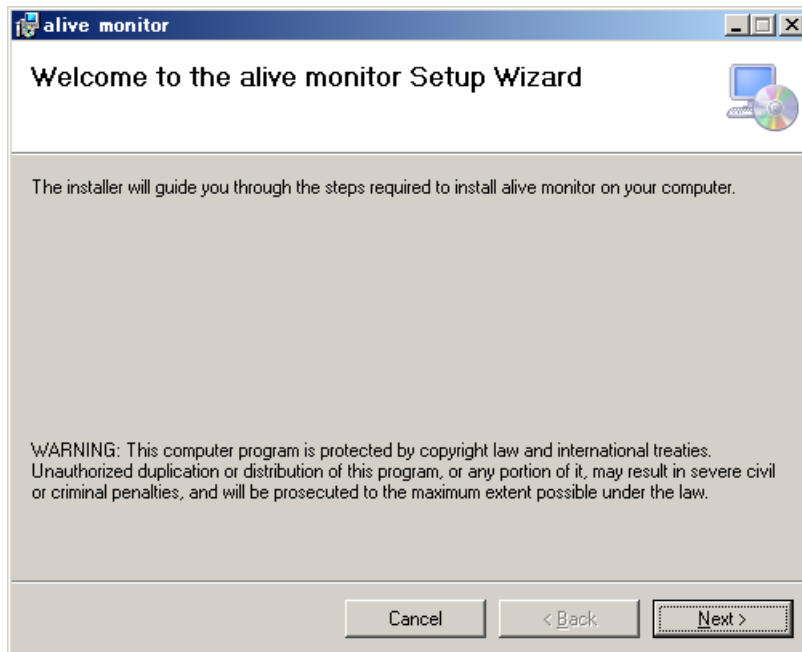 alive monitor
Welcome to the alive monitor Setup Wizard
The installer will guide you through the steps required to install alive monitor on your computer.
WARNING: This computer program is protected by copyright law and international treaties.
Unauthorized duplication or distribution of this program, or any portion of it, may result in severe civil
or criminal penalties, and will be prosecuted to the maximum extent possible under the law.
Cancel
< Back
Next >